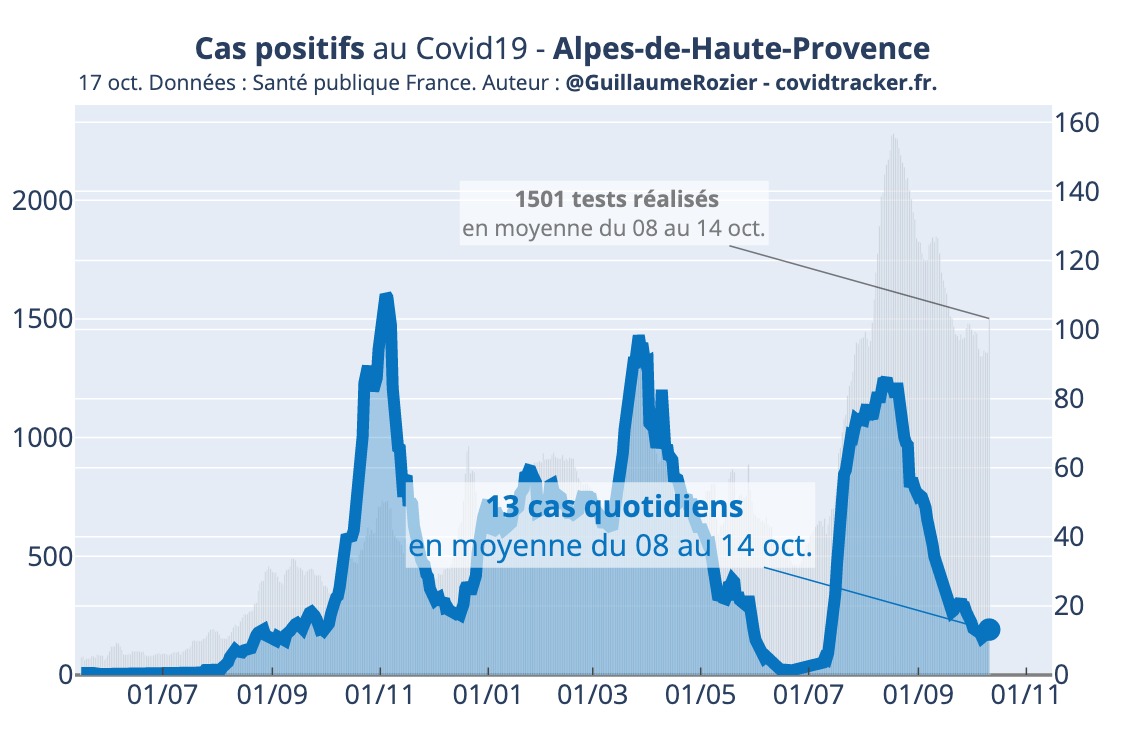 Cas positifs au Covid19 - Alpes-de-Haute-Provence
17 oct. Données : Santé publique France. Auteur : @GuillaumeRozier - covidtracker.fr.
160
140
2000
1501 tests réalisés
en moyenne du 08 au 14 oct.
120
1500
100
80
1000
60
13 cas quotidiens
en moyenne du 08 au 14 oct.
500
40
20
0
0
01/07 01/09 01/11 01/01 01/03 01/05 01/07 01/09 01/11